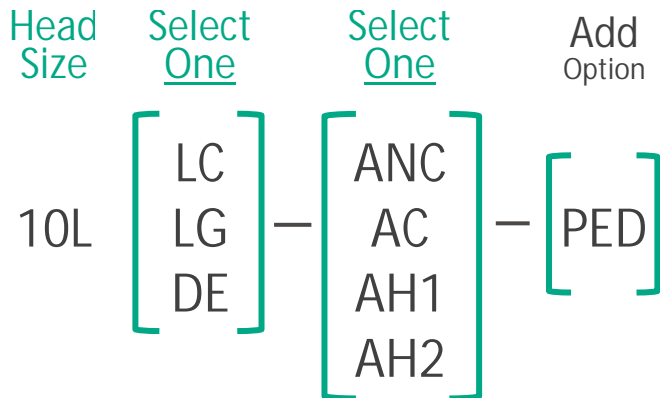 Head Size
Select One
Select One
Add Option
10L
LC
LG
DE
—
ANC
AC
AH1
AH2
—
PED